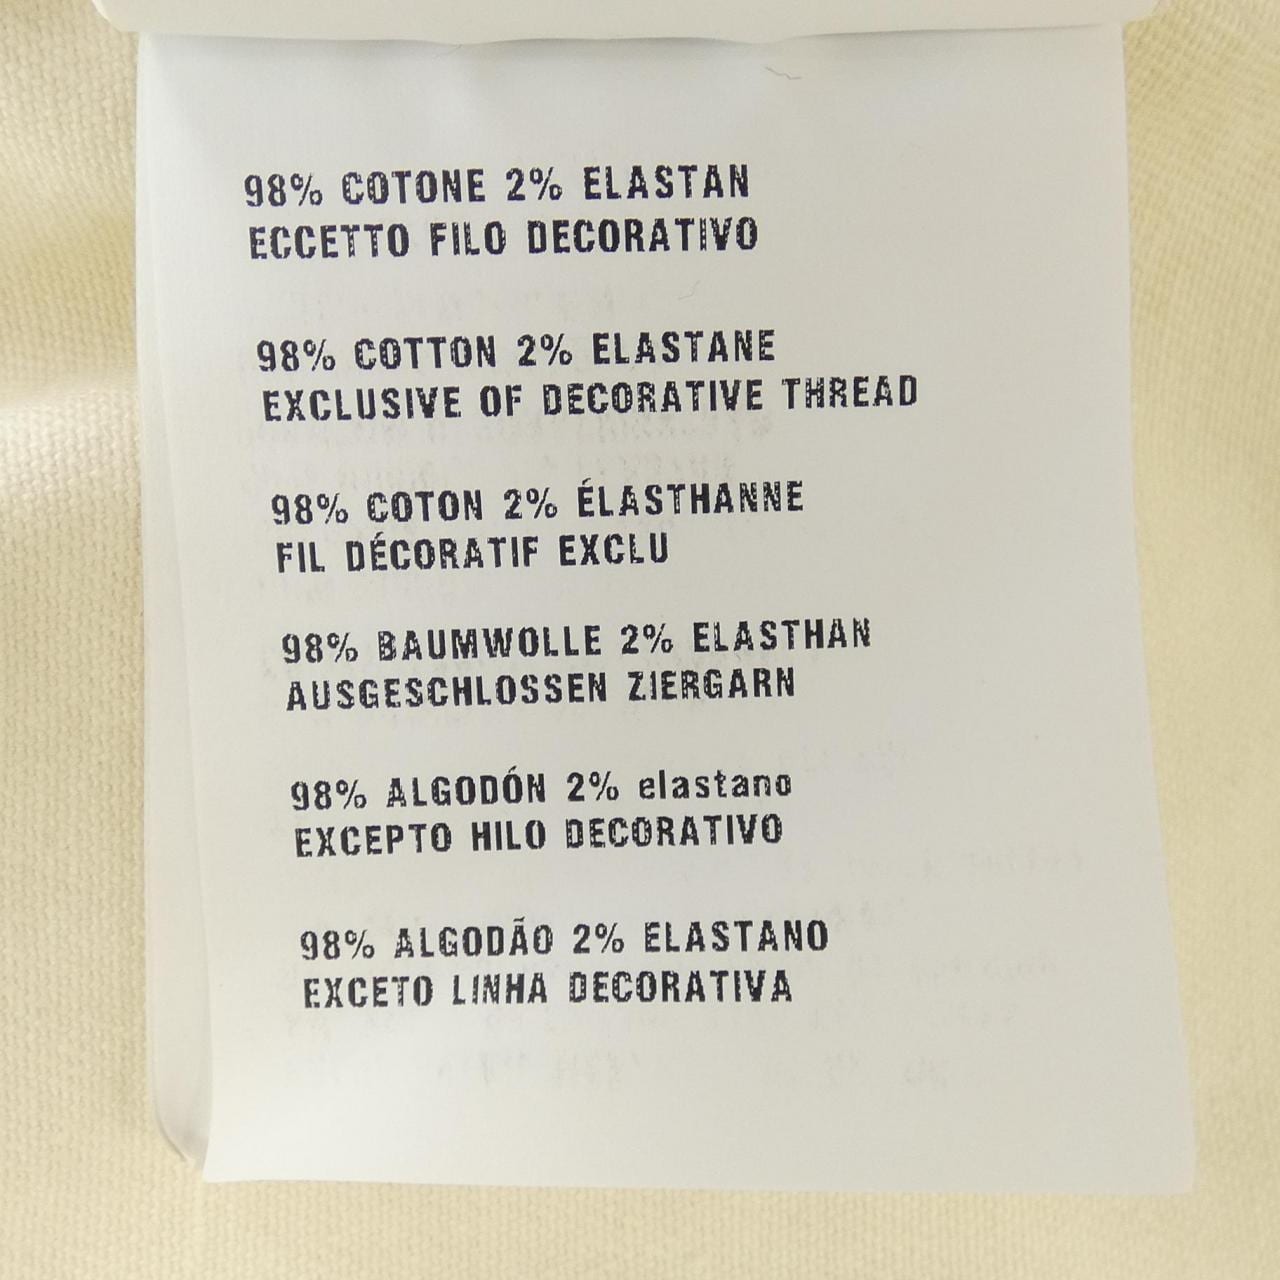 98% COTONE 2% ELASTAN
ECCETTO FILO DECORATIVO
98% COTTON 2% ELASTANE
EXCLUSIVE OF DECORATIVE THREAD
98% COTON 2% ÉLASTHANNE
FIL DÉCORATIF EXCLU
98% BAUMWOLLE 2% ELASTHAN
AUSGESCHLOSSEN ZIERGARN
98% ALGODÓN 2% elastano
EXCEPTO HILO DECORATIVO
98% ALGODÃO 2% ELASTANO
EXCETO LINHA DECORATIVA